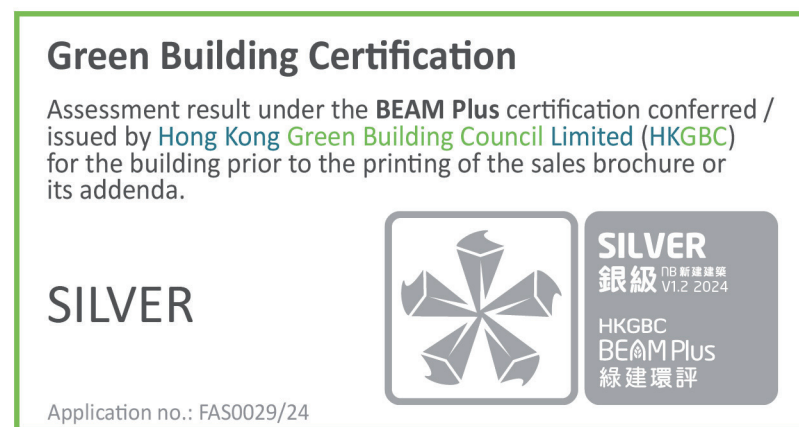 Green Building Certification
Assessment result under the BEAM Plus certification conferred /
issued by Hong Kong Green Building Council Limited (HKGBC)
for the building prior to the printing of the sales brochure or
its addenda.
SILVER
SILVER
銀級 NB 新建建築
V1.2 2024
HKGBC
BEAM Plus
綠建環評
Application no.: FAS0029/24